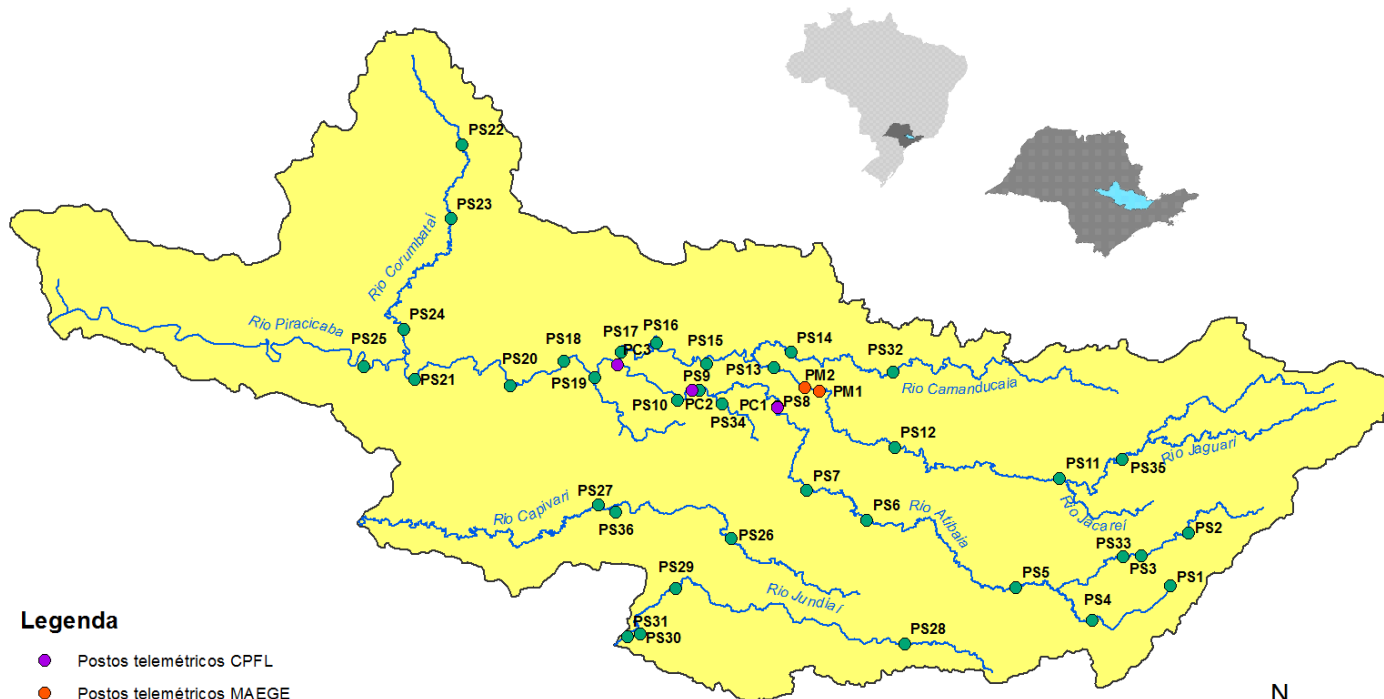 PS22
PS23
Rio Corumbataí
PS24
Rio Piracicaba
PS25
PS21
PS20
PS18
PS17
PC3
PS16
PS19
PS15
PS14
PS13
PS32
PM2
PM1
Rio Camanducaia
PS9
PS10
PC2
PS34
PC1
PS8
PS12
PS11
PS35
Rio Jaguari
Rio Jacareí
PS7
PS6
Rio Atibaia
PS27
Rio Capivari
PS36
PS26
PS33
PS2
PS3
PS1
PS5
PS4
PS29
Rio Jundiaí
PS31
PS30
PS28
Legenda
Postos telemétricos CPFL
Postos telemétricos MAEGE
N